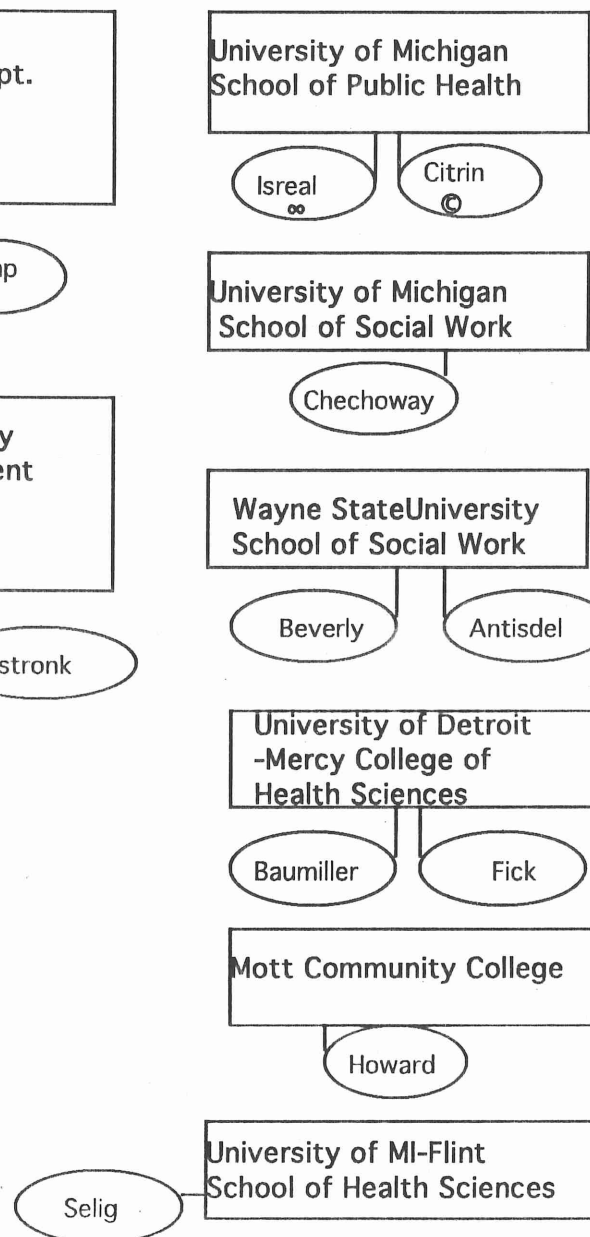 pt.
University of Michigan
School of Public Health
Isreal
∞
Citrin
©
University of Michigan
School of Social Work
Chechoway
ent
Wayne StateUniversity
School of Social Work
Beverly
Antisdel
stronk
University of Detroit
-Mercy College of
Health Sciences
Baumiller
Fick
Mott Community College
Howard
University of MI-Flint
School of Health Sciences
Selig